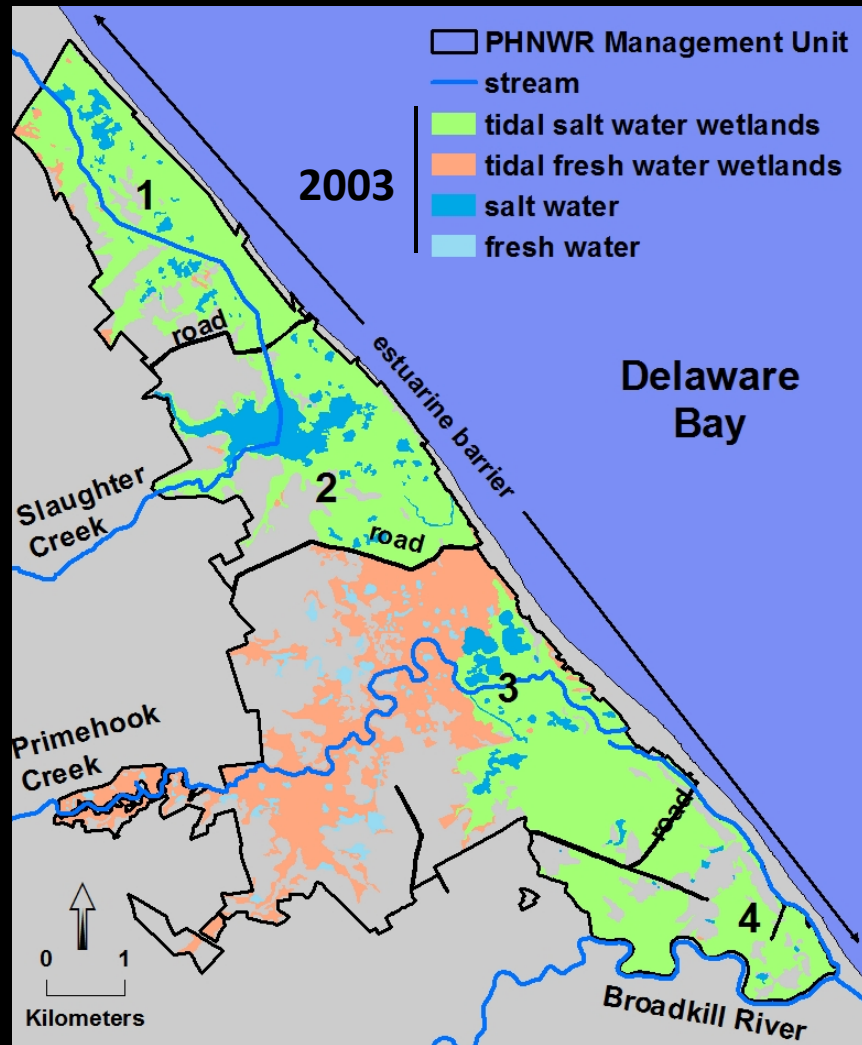 PHNWR Management Unit
stream
2003
tidal salt water wetlands
tidal fresh water wetlands
salt water
fresh water
1
road
estuarine barrier
Delaware
Bay
2
Slaughter
Creek
road
3
Primehook
Creek
road
4
0 1
Kilometers
Broadkill River